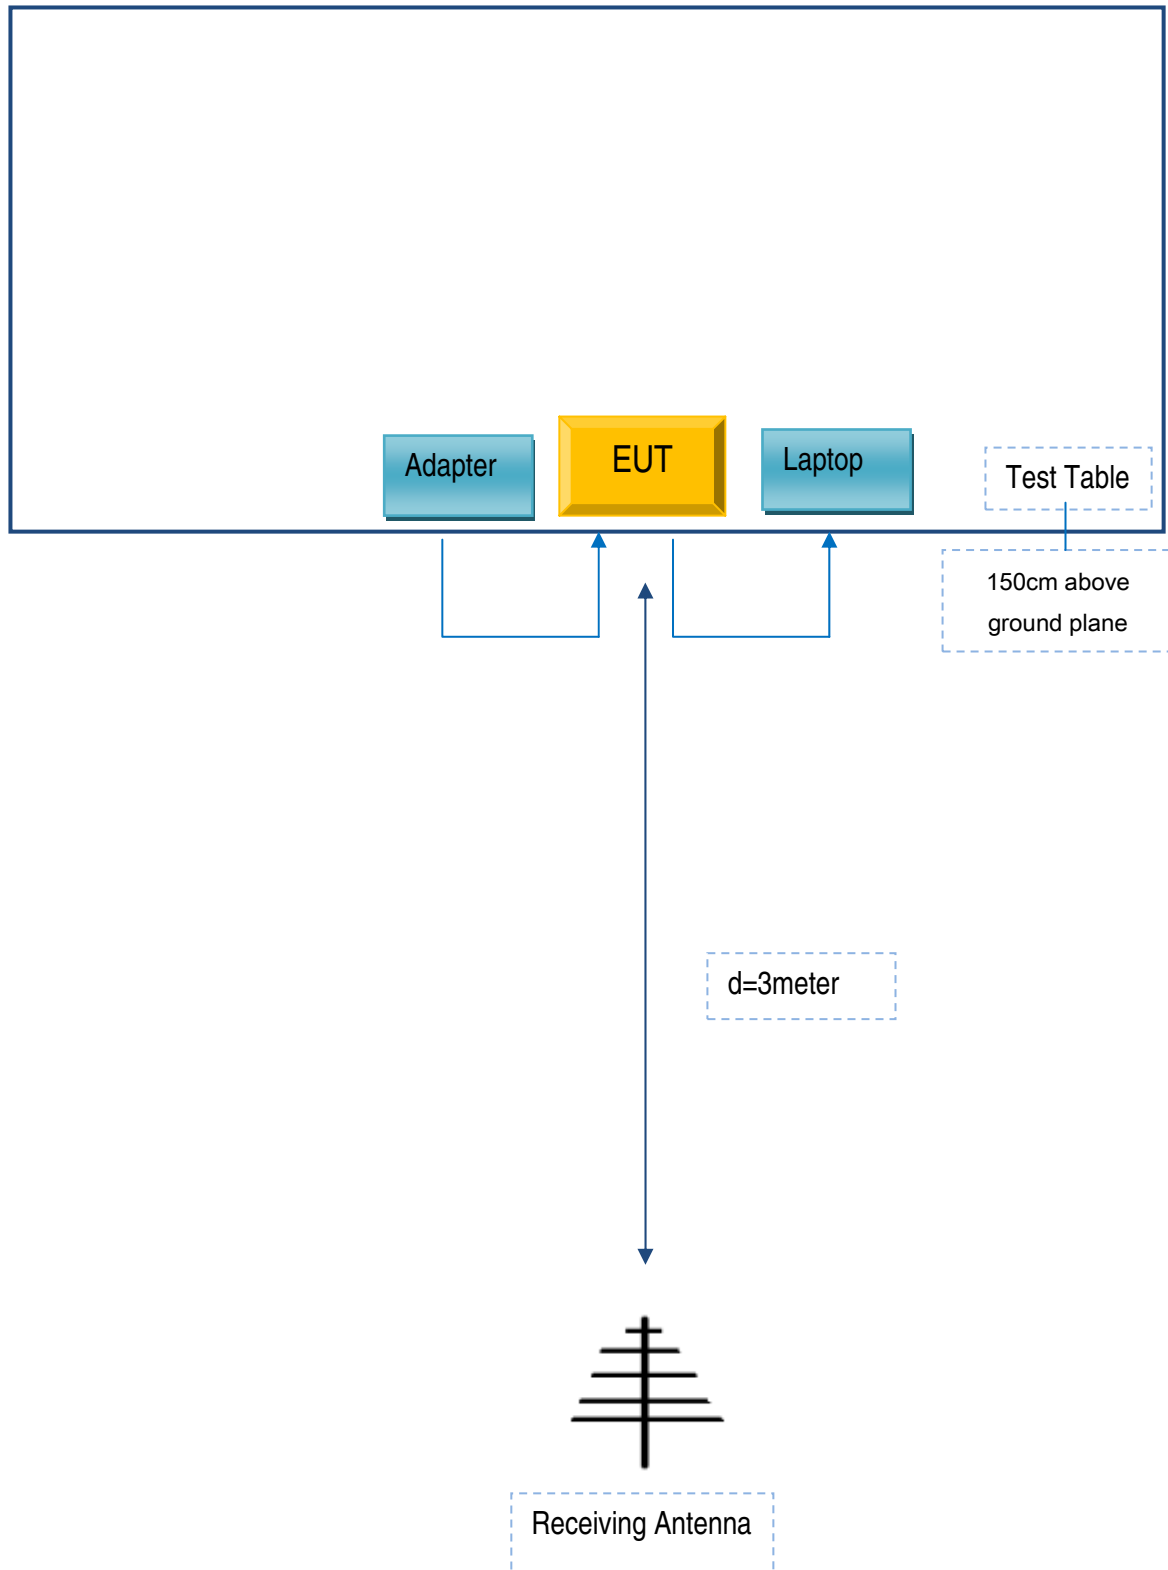 Adapter
EUT
Laptop
Test Table
150cm above
ground plane
d=3meter
Receiving Antenna